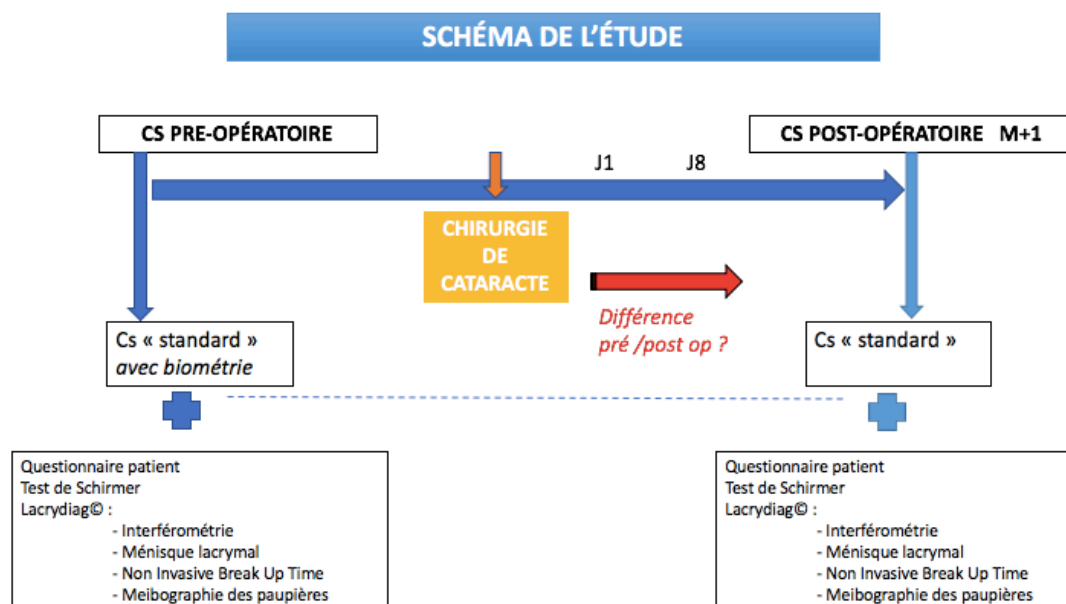 SCHÉMA DE L’ÉTUDE
CS PRE-OPÉRATOIRE
CS POST-OPÉRATOIRE M+1
J1 J8
CHIRURGIE
DE
CATARACTE
Différence
pré /post op ?
Cs « standard »
avec biométrie
Cs « standard »
Questionnaire patient
Test de Schirmer
Lacrydiag© :
- Interférométrie
- Ménisque lacrymal
- Non Invasive Break Up Time
- Meibographie des paupières
Questionnaire patient
Test de Schirmer
Lacrydiag© :
- Interférométrie
- Ménisque lacrymal
- Non Invasive Break Up Time
- Meibographie des paupières